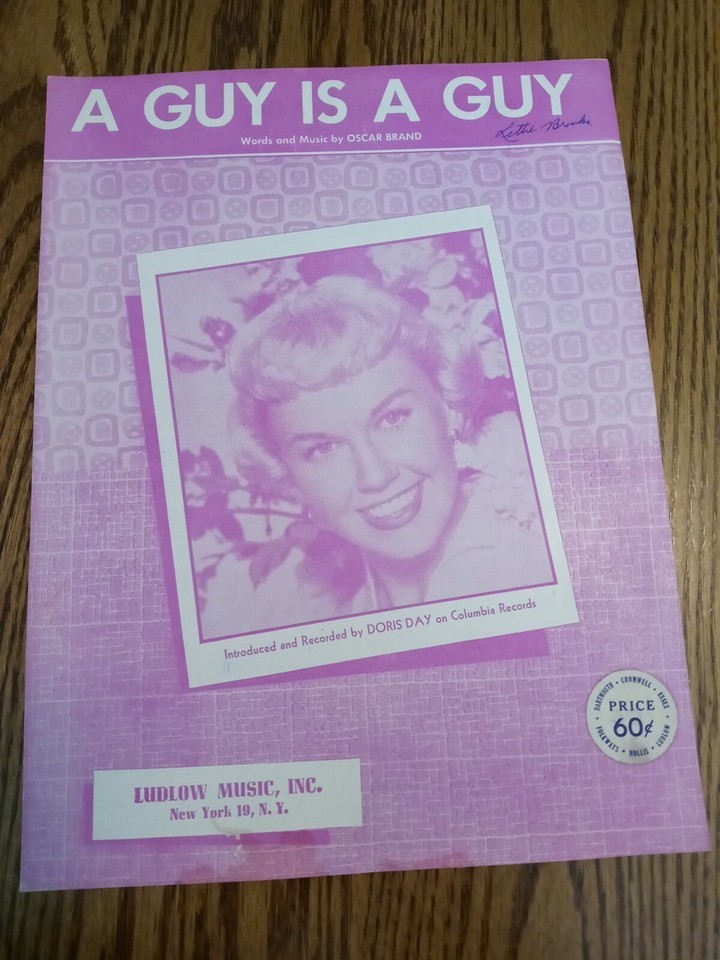 A GUY IS A GUY
Words and Music by OSCAR BRAND
Lethe Brooks.
Introduced and Recorded by DORIS DAY on Columbia Records
DARTMOUTH • CROMWELL • ESSEX •
PRICE
60¢
FOLKWAYS • HOLLIS • LUDLOW
LUDLOW MUSIC, INC.
New York 19, N. Y.